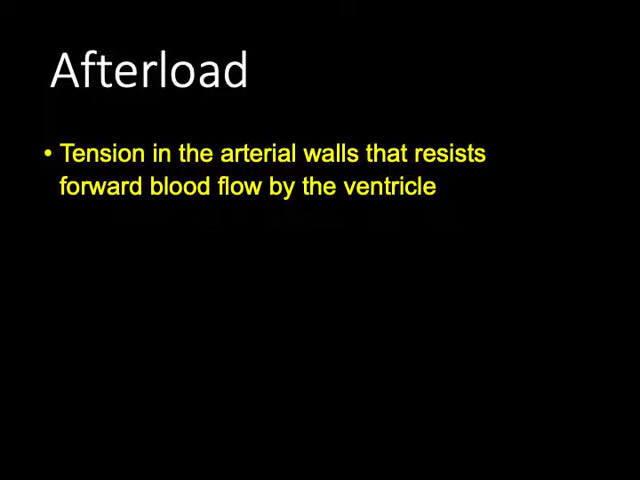 Afterload
• Tension in the arterial walls that resists
forward blood flow by the ventricle